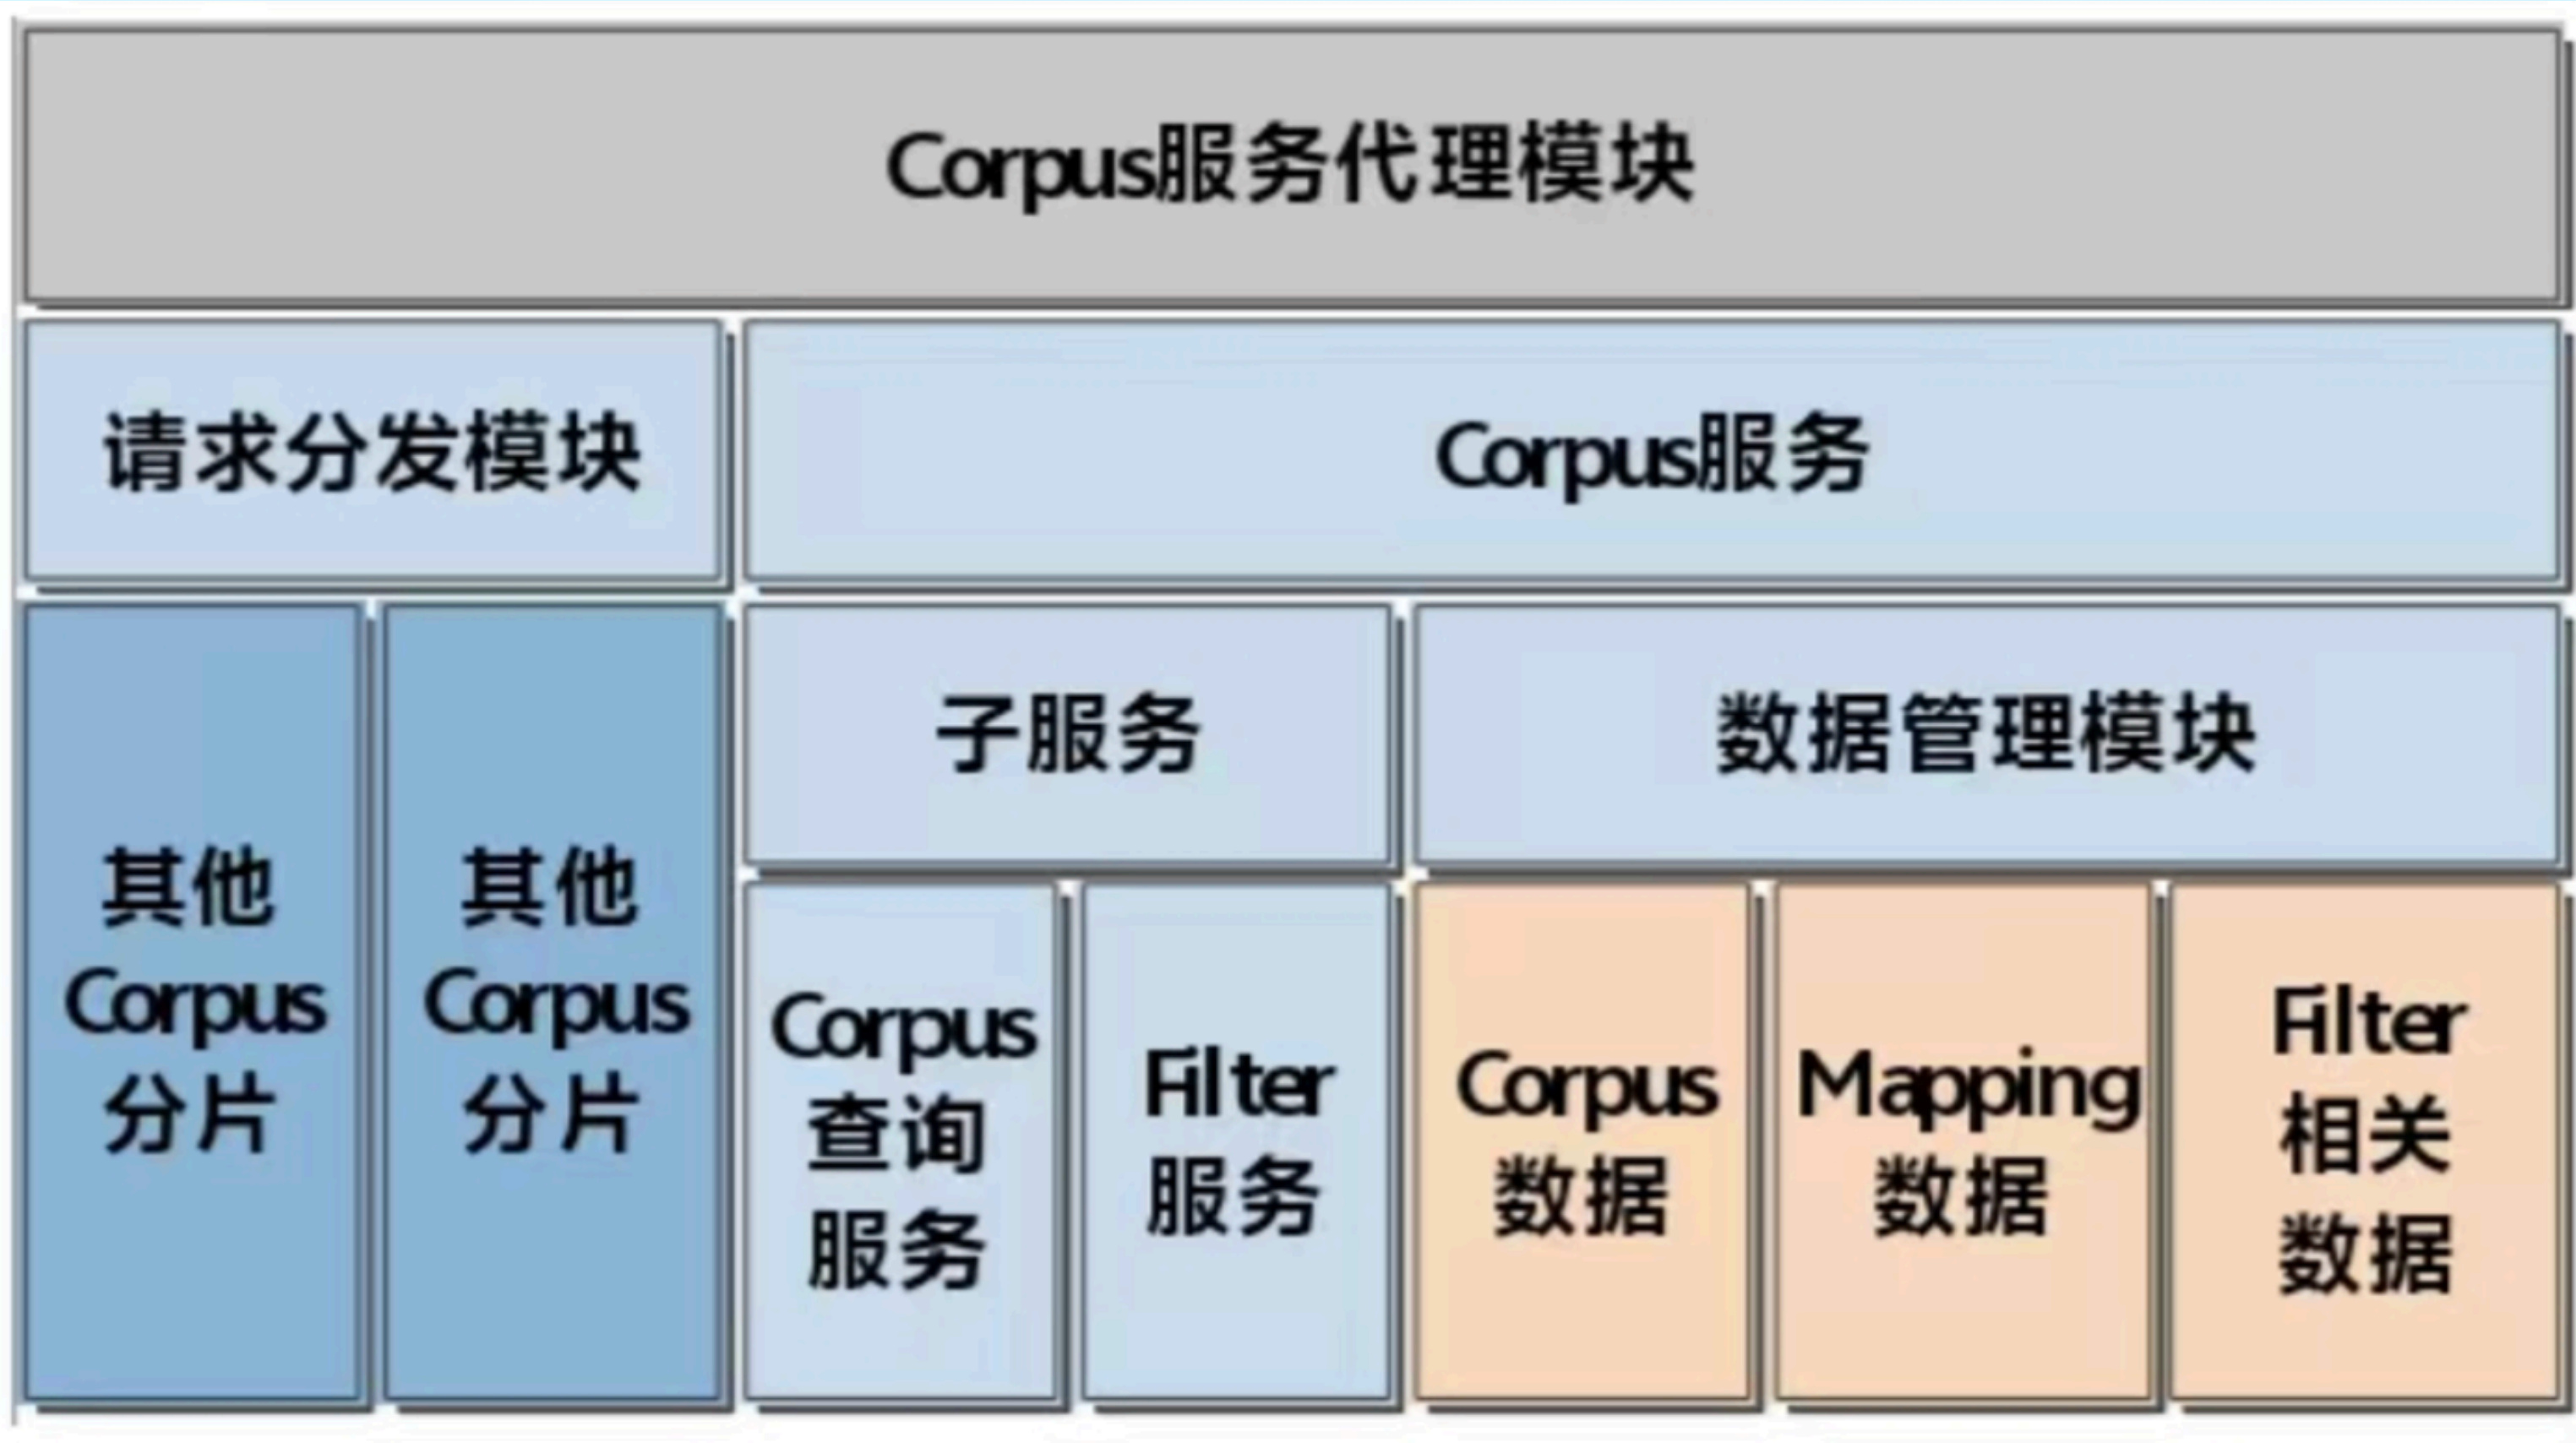 Corpus服务代理模块
请求分发模块
Corpus服务
其他
Corpus
分片
其他
Corpus
分片
子服务
数据管理模块
Corpus
查询
服务
Filter
服务
Corpus
数据
Mapping
数据
Filter
相关
数据